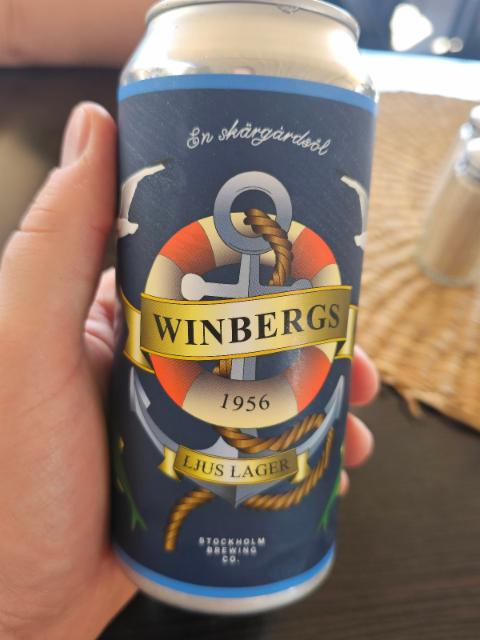 En skärgårdsöl
WINBERGS
1956
LJUS LAGER
STOCKHOLM
BREWING
CO.